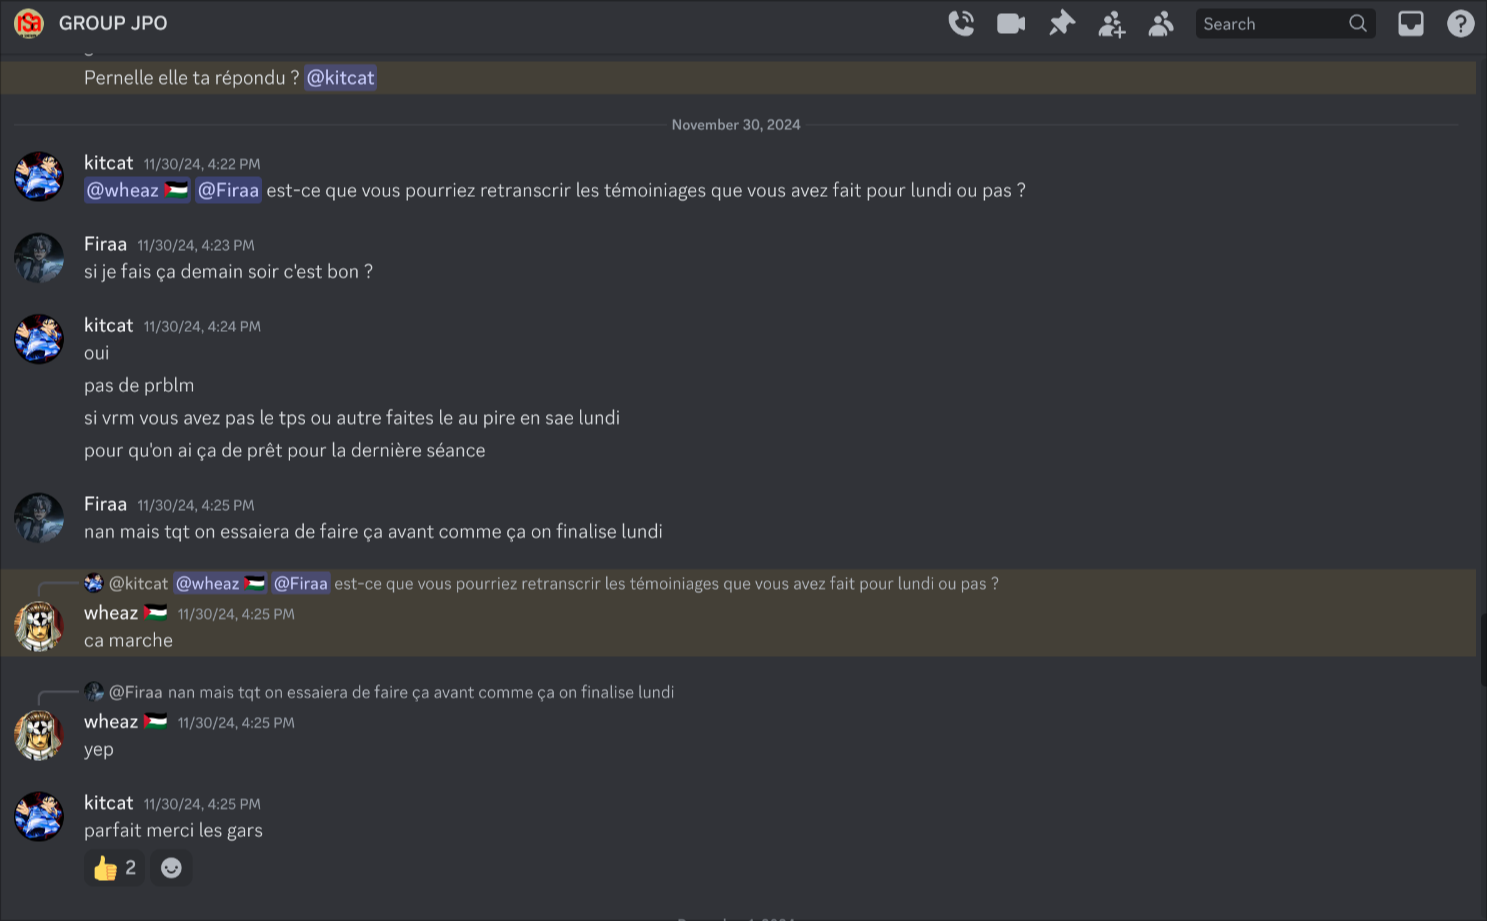 GROUP JPO
Search
Pernelle elle ta répondu ? @kitcat
November 30, 2024
kitcat 11/30/24, 4:22 PM
@wheaz 🇵🇸 @Firaa est-ce que vous pourriez retranscrir les témoiniages que vous avez fait pour lundi ou pas ?
Firaa 11/30/24, 4:23 PM
si je fais ça demain soir c'est bon ?
kitcat 11/30/24, 4:24 PM
oui
pas de prblm
si vrm vous avez pas le tps ou autre faites le au pire en sae lundi
pour qu'on ai ça de prêt pour la dernière séance
Firaa 11/30/24, 4:25 PM
nan mais tqt on essaiera de faire ça avant comme ça on finalise lundi
@kitcat @wheaz 🇵🇸 @Firaa est-ce que vous pourriez retranscrir les témoiniages que vous avez fait pour lundi ou pas ?
wheaz 🇵🇸 11/30/24, 4:25 PM
ca marche
@Firaa nan mais tqt on essaiera de faire ça avant comme ça on finalise lundi
wheaz 🇵🇸 11/30/24, 4:25 PM
yep
kitcat 11/30/24, 4:25 PM
parfait merci les gars
👍 2